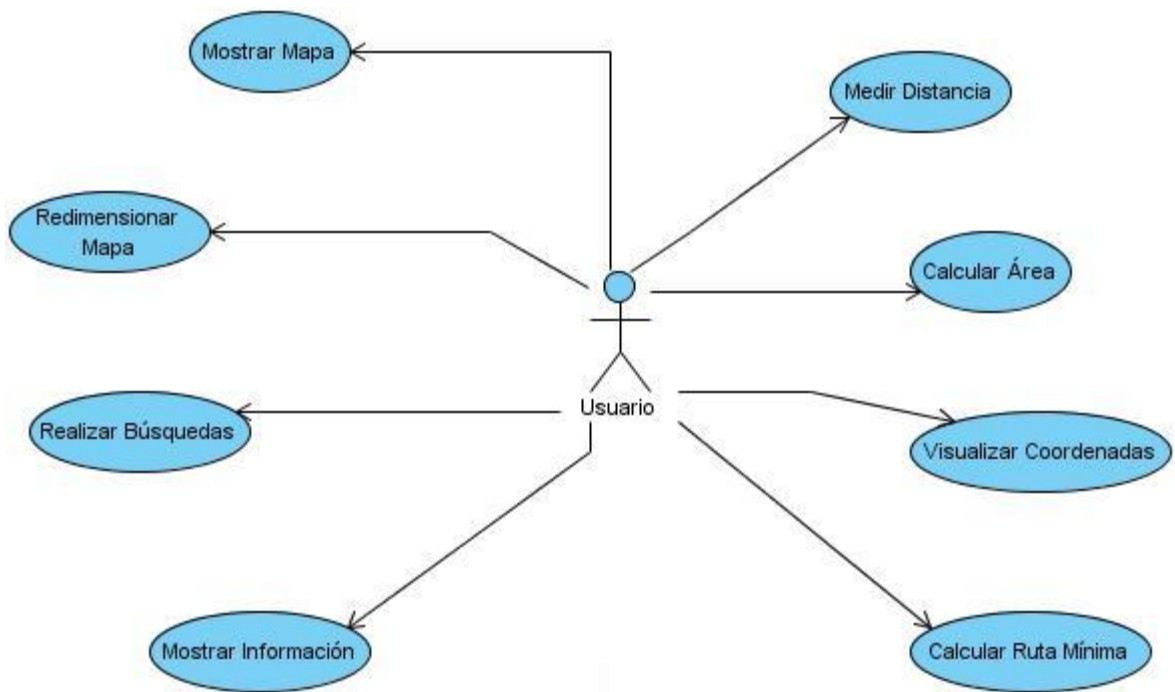 Mostrar Mapa
Medir Distancia
Redimensionar
Mapa
Calcular Área
Usuario
Realizar Búsquedas
Visualizar Coordenadas
Mostrar Información
Calcular Ruta Mínima